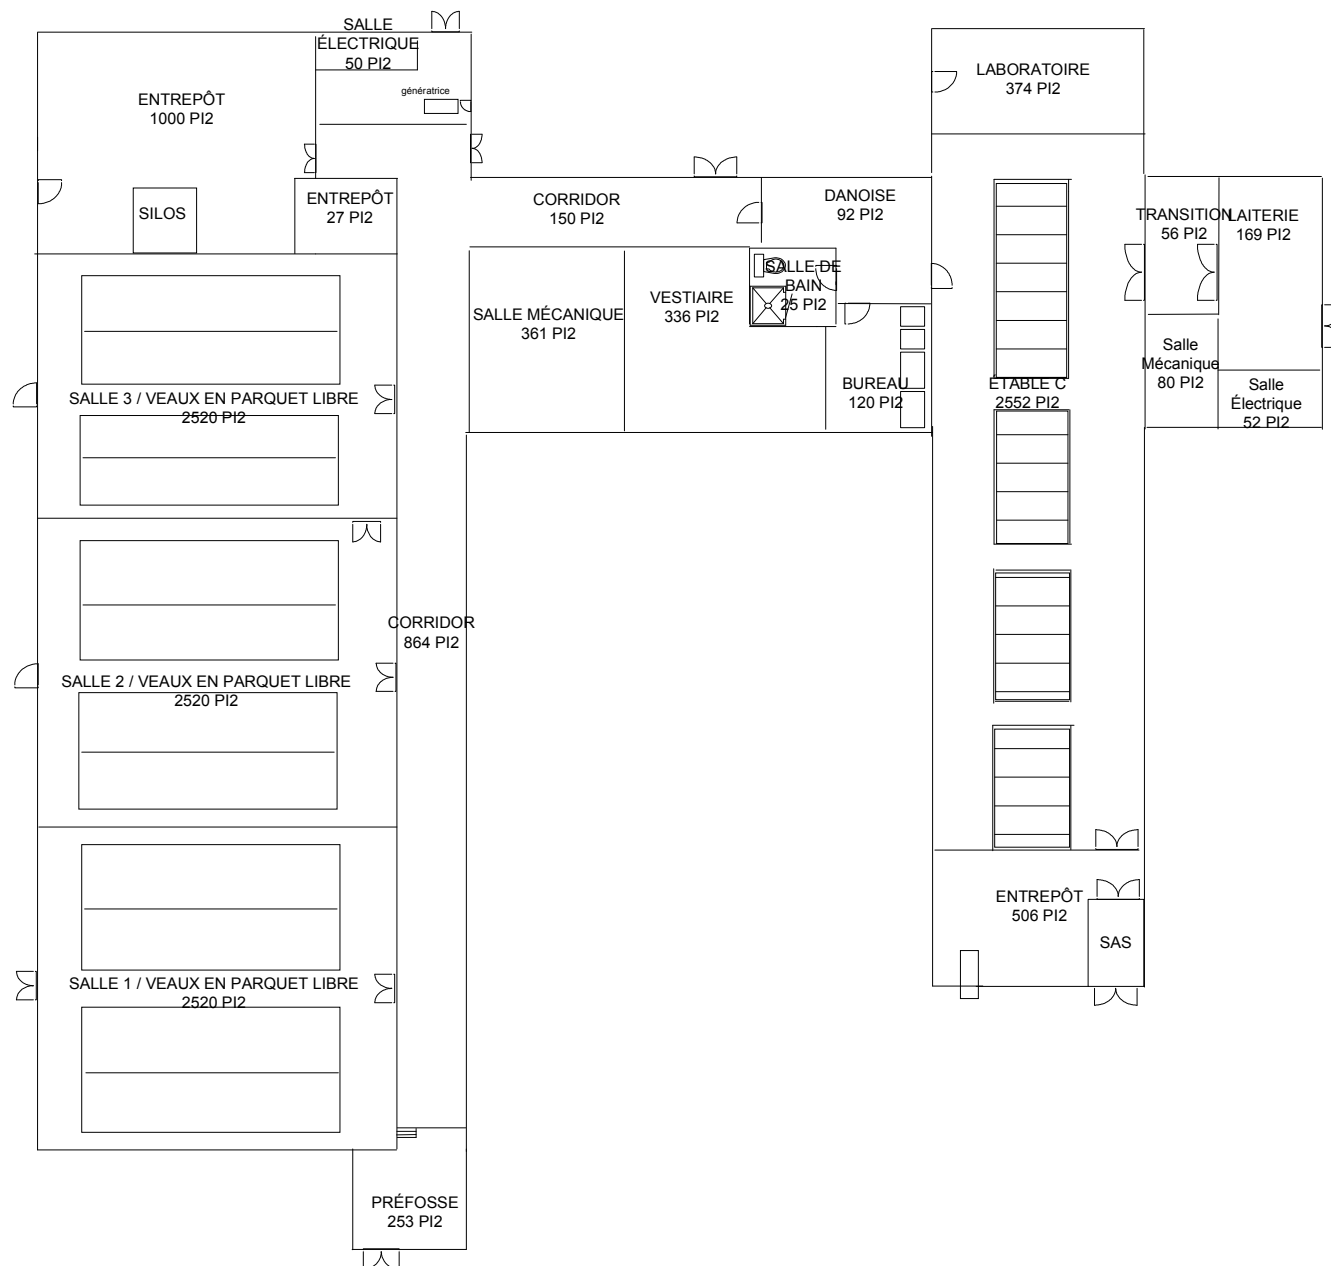 SALLE
ÉLECTRIQUE
50 PI2
génératrice
ENTREPÔT
1000 PI2
LABORATOIRE
374 PI2
SILOS
ENTREPÔT
27 PI2
CORRIDOR
150 PI2
DANOISE
92 PI2
TRANSITION
56 PI2
LAITERIE
169 PI2
SALLE DE
BAIN
25 PI2
SALLE MÉCANIQUE
361 PI2
VESTIAIRE
336 PI2
BUREAU
120 PI2
ÉTABLE C
2552 PI2
Salle
Mécanique
80 PI2
Salle
Électrique
52 PI2
SALLE 3 / VEAUX EN PARQUET LIBRE
2520 PI2
CORRIDOR
864 PI2
SALLE 2 / VEAUX EN PARQUET LIBRE
2520 PI2
ENTREPÔT
506 PI2
SAS
SALLE 1 / VEAUX EN PARQUET LIBRE
2520 PI2
PRÉFOSSE
253 PI2